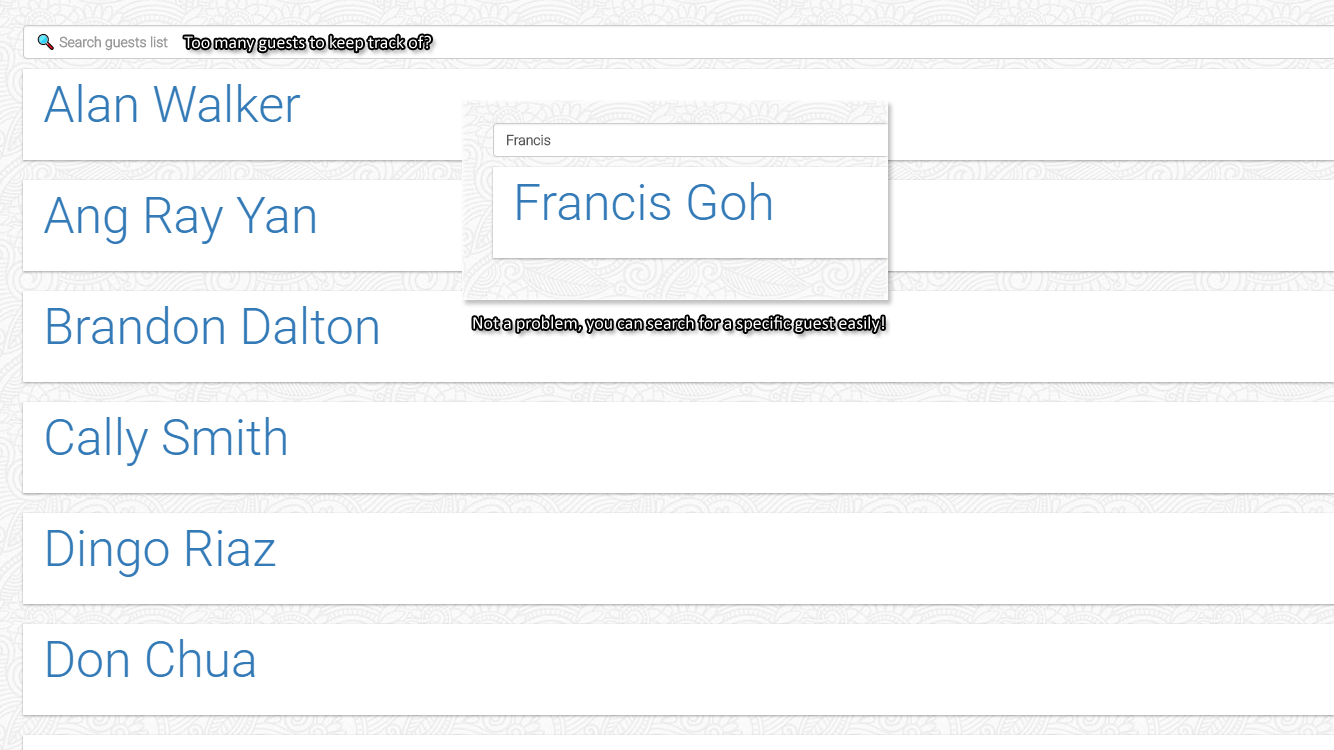 Search guests list Too many guests to keep track of?
Alan Walker
Francis
Francis Goh
Ang Ray Yan
Not a problem, you can search for a specific guest easily!
Brandon Dalton
Cally Smith
Dingo Riaz
Don Chua